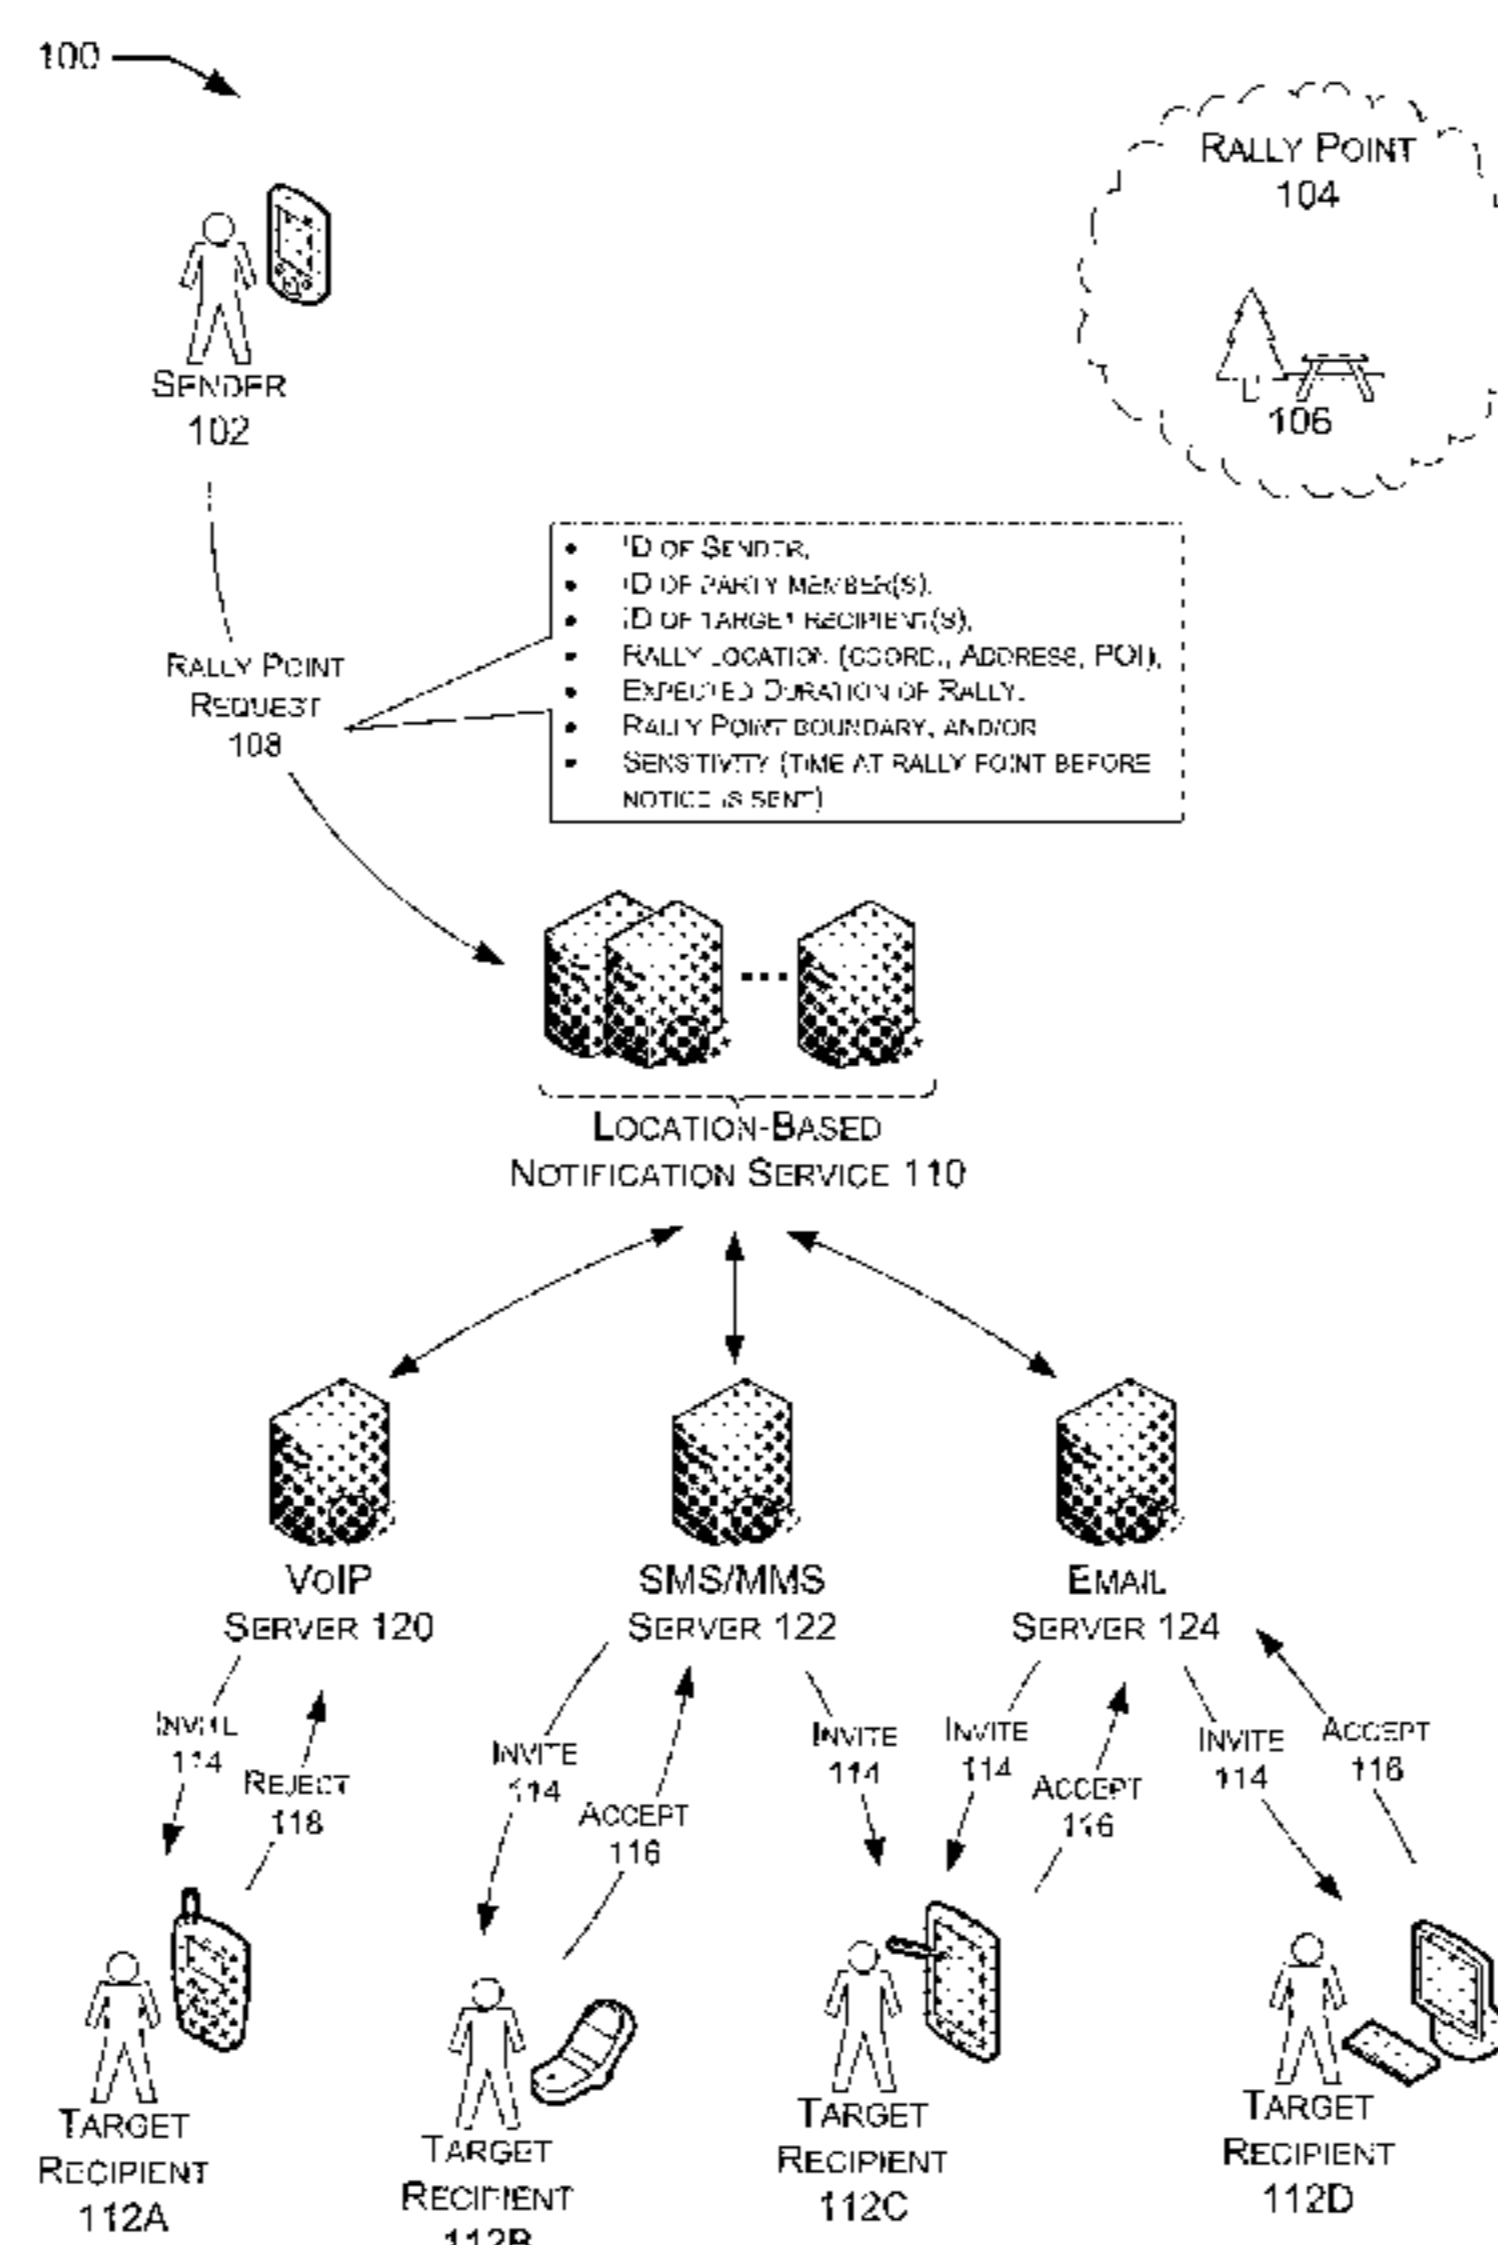 100
RALLY POINT
104
106
SENDER
102
RALLY POINT
REQUEST
108
• ID OF SENDER,
• ID OF PARTY MEMBER(S),
• ID OF TARGET RECIPIENT(S),
• RALLY LOCATION (COORD., ADDRESS, POI),
• EXPECTED DURATION OF RALLY,
• RALLY POINT BOUNDARY, AND/OR
• SENSITIVITY (TIME AT RALLY POINT BEFORE
NOTICE IS SENT)
LOCATION-BASED
NOTIFICATION SERVICE 110
VOIP
SERVER 120
SMS/MMS
SERVER 122
EMAIL
SERVER 124
INVITE
114
REJECT
118
INVITE
114
ACCEPT
116
INVITE
114
INVITE
114
ACCEPT
116
INVITE
114
ACCEPT
116
TARGET
RECIPIENT
112A
TARGET
RECIPIENT
112B
TARGET
RECIPIENT
112C
TARGET
RECIPIENT
112D